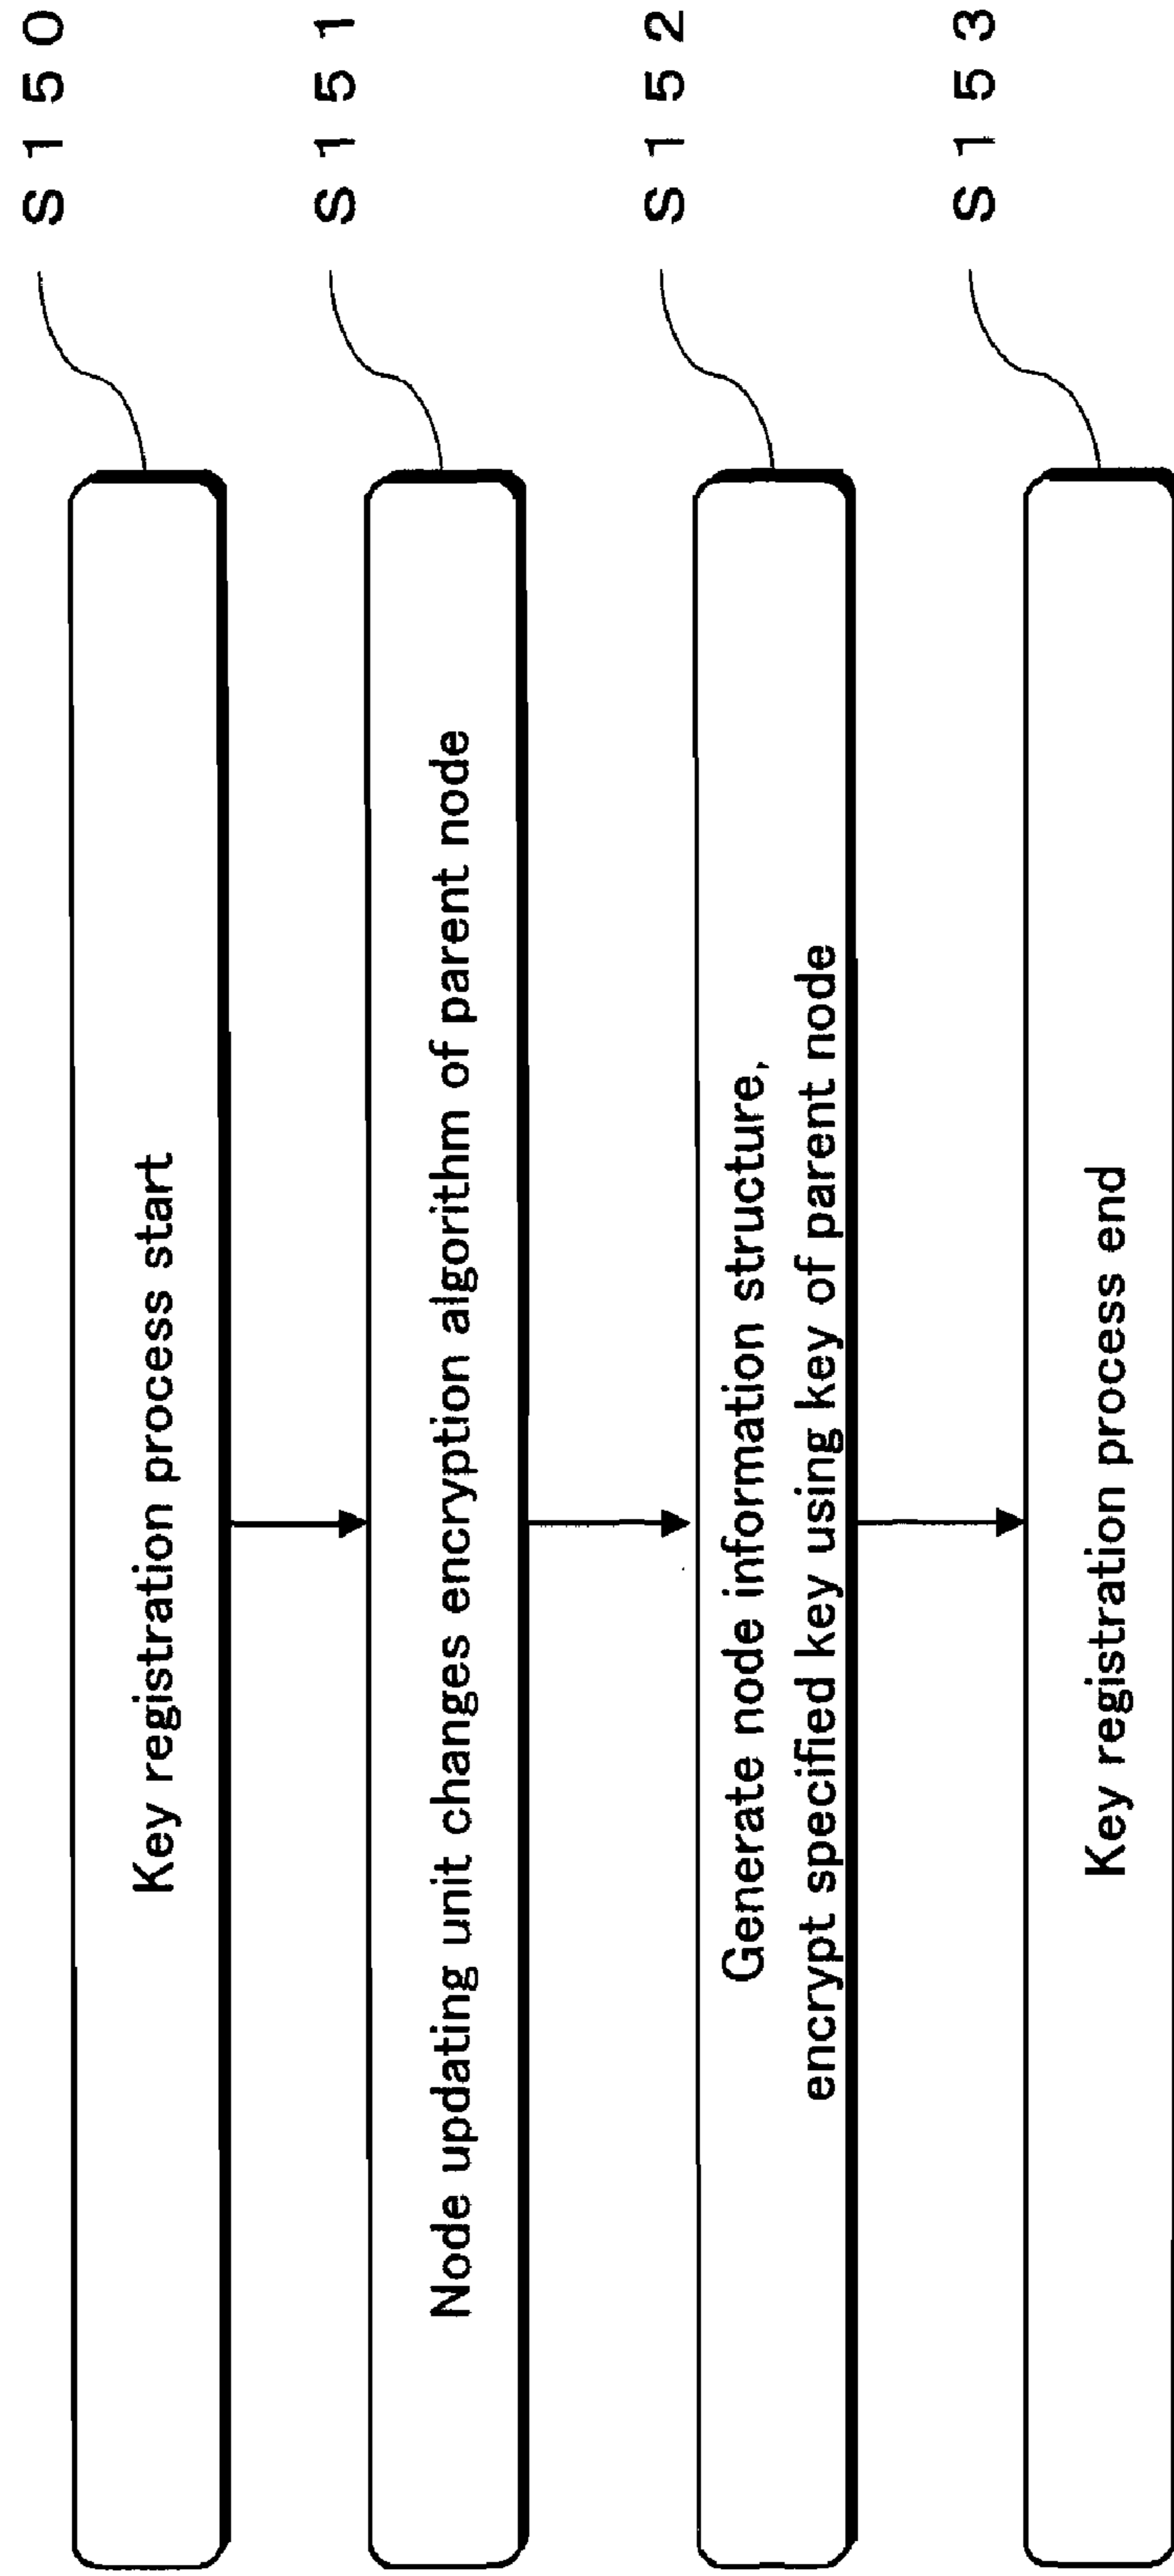 Key registration process start
S150
Node updating unit changes encryption algorithm of parent node
S151
Generate node information structure,
encrypt specified key using key of parent node
S152
Key registration process end
S153